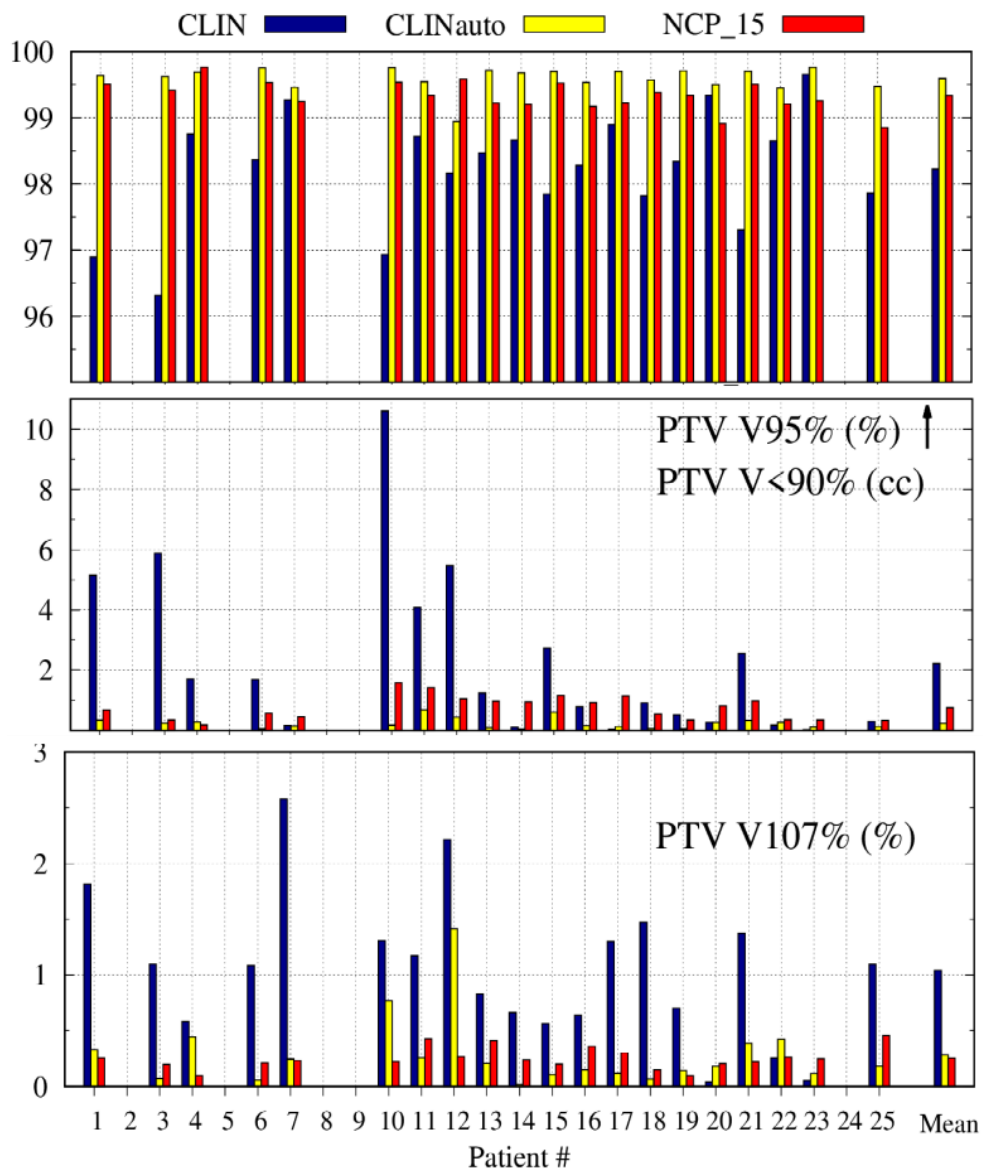 CLIN CLINauto NCP_15
100
99
98
97
96
PTV V95% (%)
PTV V<90% (cc)
10
8
6
4
2
PTV V107% (%)
3
2
1
0
1 2 3 4 5 6 7 8 9 10 11 12 13 14 15 16 17 18 19 20 21 22 23 24 25 Mean
Patient #